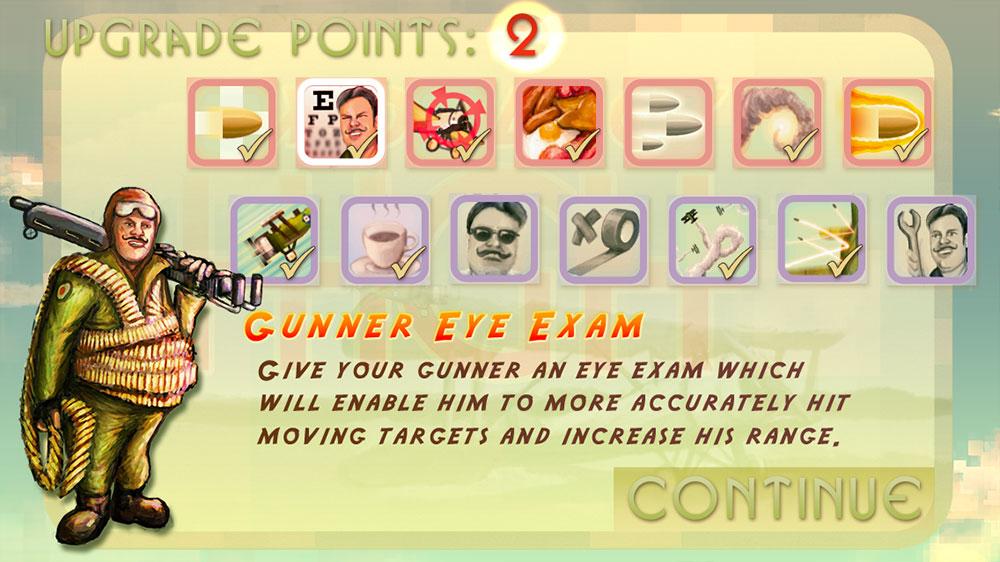 UPGRADE POINTS: 2
E
F P
GUNNER EYE EXAM
GIVE YOUR GUNNER AN EYE EXAM WHICH
WILL ENABLE HIM TO MORE ACCURATELY HIT
MOVING TARGETS AND INCREASE HIS RANGE.
CONTINUE